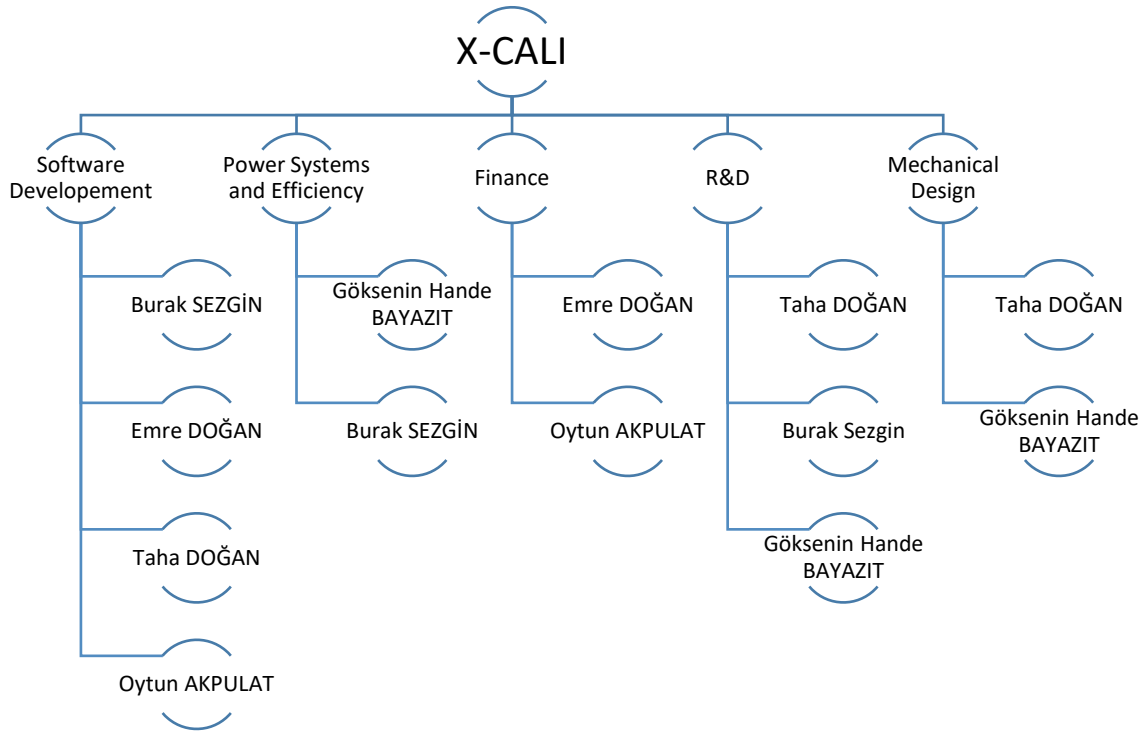 X-CALI
Software
Developement
Burak SEZGİN
Emre DOĞAN
Taha DOĞAN
Oytun AKPULAT
Power Systems
and Efficiency
Göksenin Hande
BAYAZIT
Burak SEZGİN
Finance
Emre DOĞAN
Oytun AKPULAT
R&D
Taha DOĞAN
Burak Sezgin
Göksenin Hande
BAYAZIT
Mechanical
Design
Taha DOĞAN
Göksenin Hande
BAYAZIT